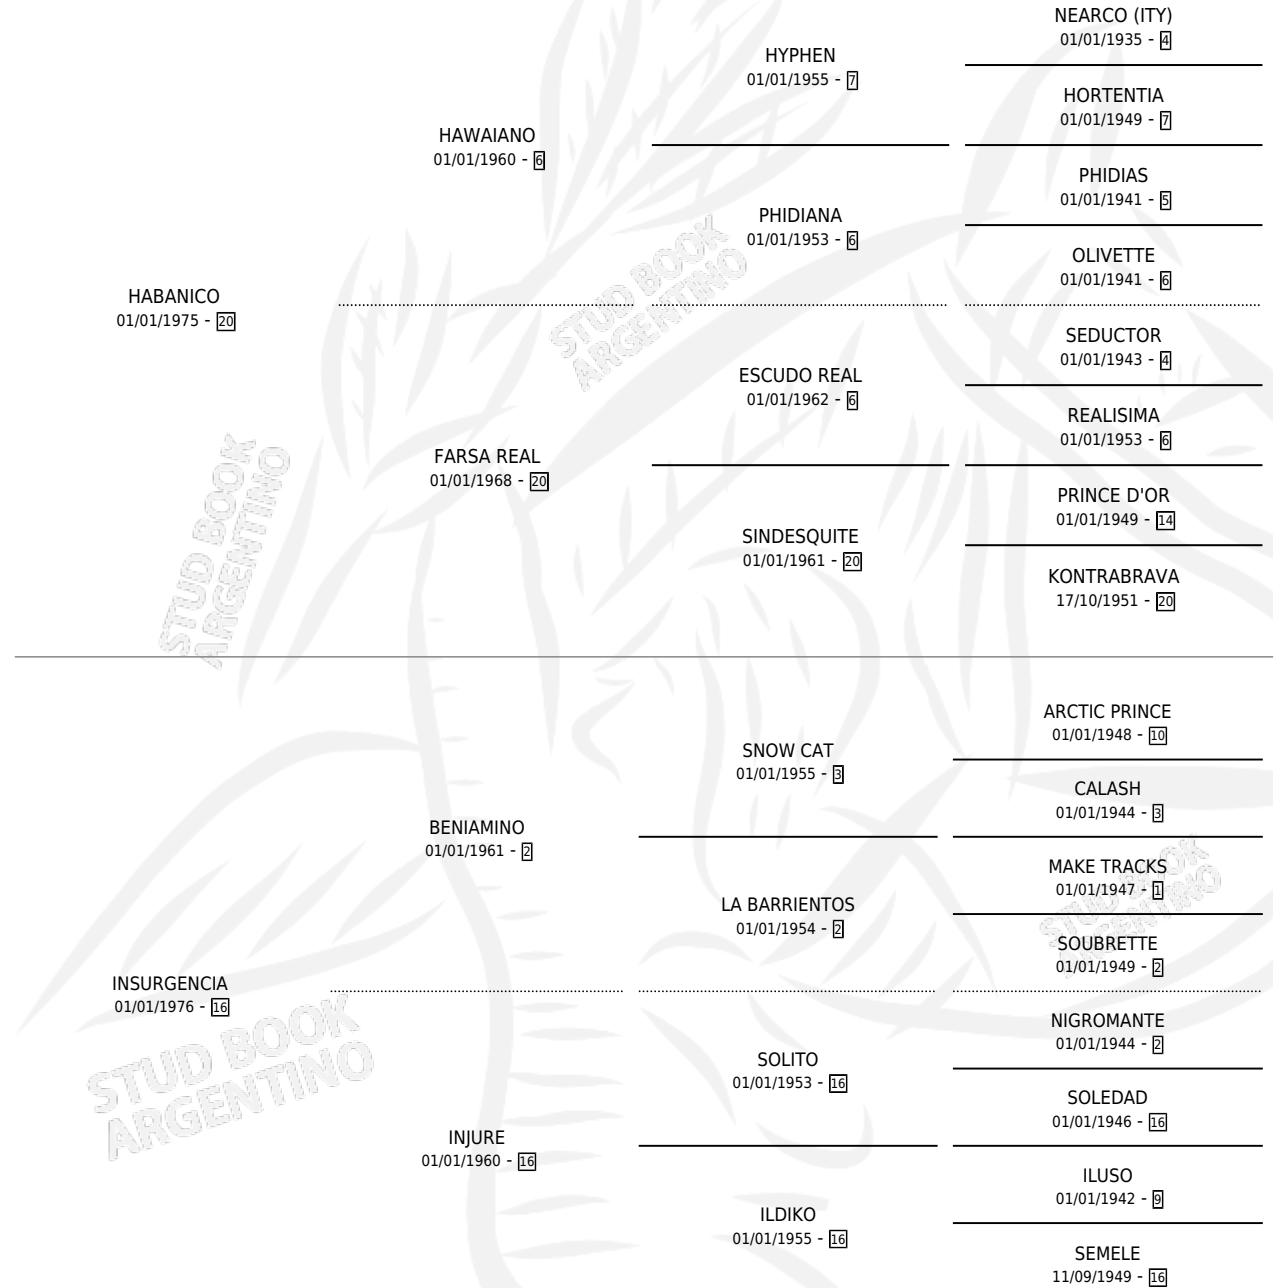 NEARCO (ITY)
01/01/1935 - 4
HYPHEN
01/01/1955 - 7
HORTENTIA
01/01/1949 - 7
HAWAIANO
01/01/1960 - 6
PHIDIAS
01/01/1941 - 5
PHIDIANA
01/01/1953 - 6
OLIVETTE
01/01/1941 - 6
HABANICO
01/01/1975 - 20
SEDUCTOR
01/01/1943 - 4
ESCUDO REAL
01/01/1962 - 6
REALISIMA
01/01/1953 - 6
FARSA REAL
01/01/1968 - 20
PRINCE D'OR
01/01/1949 - 14
SINDESQUITE
01/01/1961 - 20
KONTRABRAVA
17/10/1951 - 20
STUD BOOK
ARGENTINO
STUD BOOK
ARGENTINO
ARCTIC PRINCE
01/01/1948 - 10
SNOW CAT
01/01/1955 - 3
CALASH
01/01/1944 - 3
BENIAMINO
01/01/1961 - 2
MAKE TRACKS
01/01/1947 - 1
LA BARRIENTOS
01/01/1954 - 2
SOUBRETTE
01/01/1949 - 2
INSURGENCIA
01/01/1976 - 16
NIGROMANTE
01/01/1944 - 2
SOLITO
01/01/1953 - 16
SOLEDAD
01/01/1946 - 16
INJURE
01/01/1960 - 16
ILUSO
01/01/1942 - 9
ILDIKO
01/01/1955 - 16
SEMELE
11/09/1949 - 16
STUD BOOK
ARGENTINO
STUD BOOK
ARGENTINO